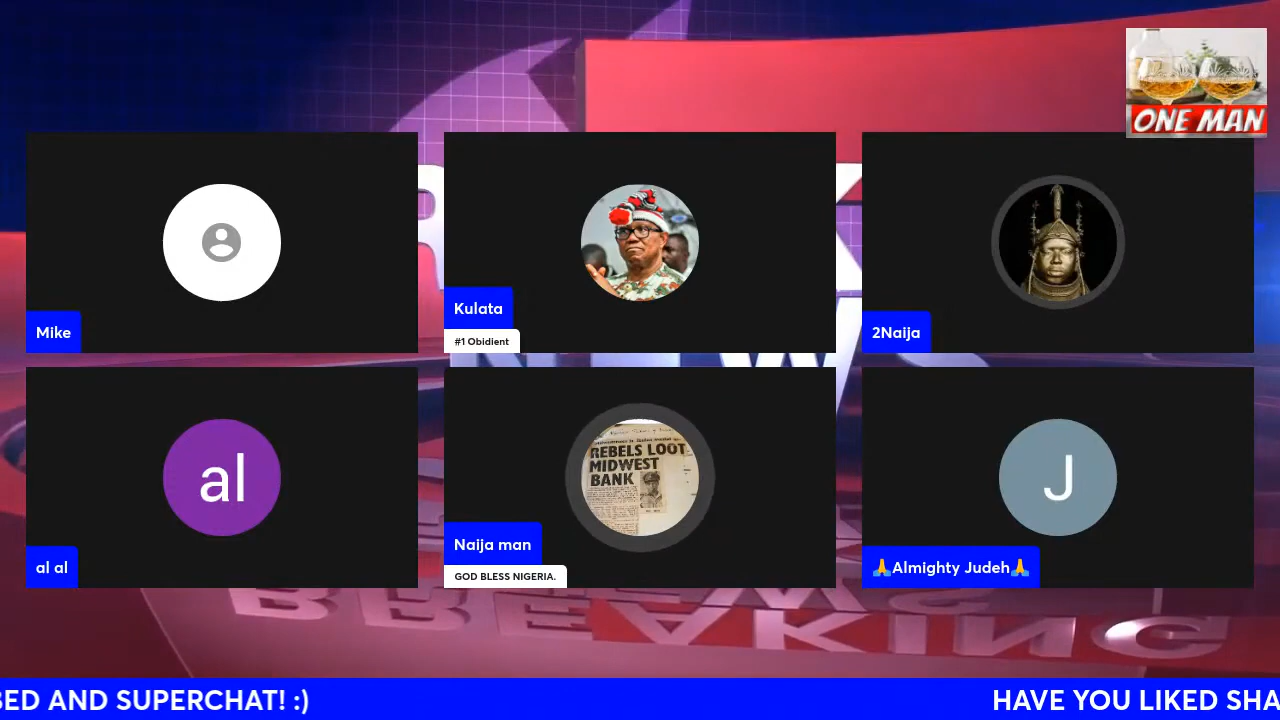 ONE MAN
Mike
Kulata
#1 Obidient
2Naija
al
al al
REBELS LOOT
MIDWEST
BANK
Naija man
GOD BLESS NIGERIA.
J
🙏Almighty Judeh🙏
BREAKING
BED AND SUPERCHAT! :)
HAVE YOU LIKED SHA